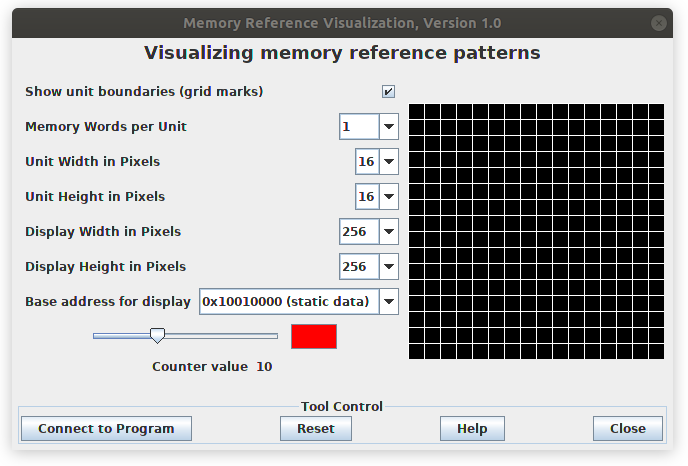 Memory Reference Visualization, Version 1.0
Visualizing memory reference patterns
Show unit boundaries (grid marks)
Memory Words per Unit 1
Unit Width in Pixels 16
Unit Height in Pixels 16
Display Width in Pixels 256
Display Height in Pixels 256
Base address for display 0x10010000 (static data)
Counter value 10
Tool Control
Connect to Program Reset Help Close